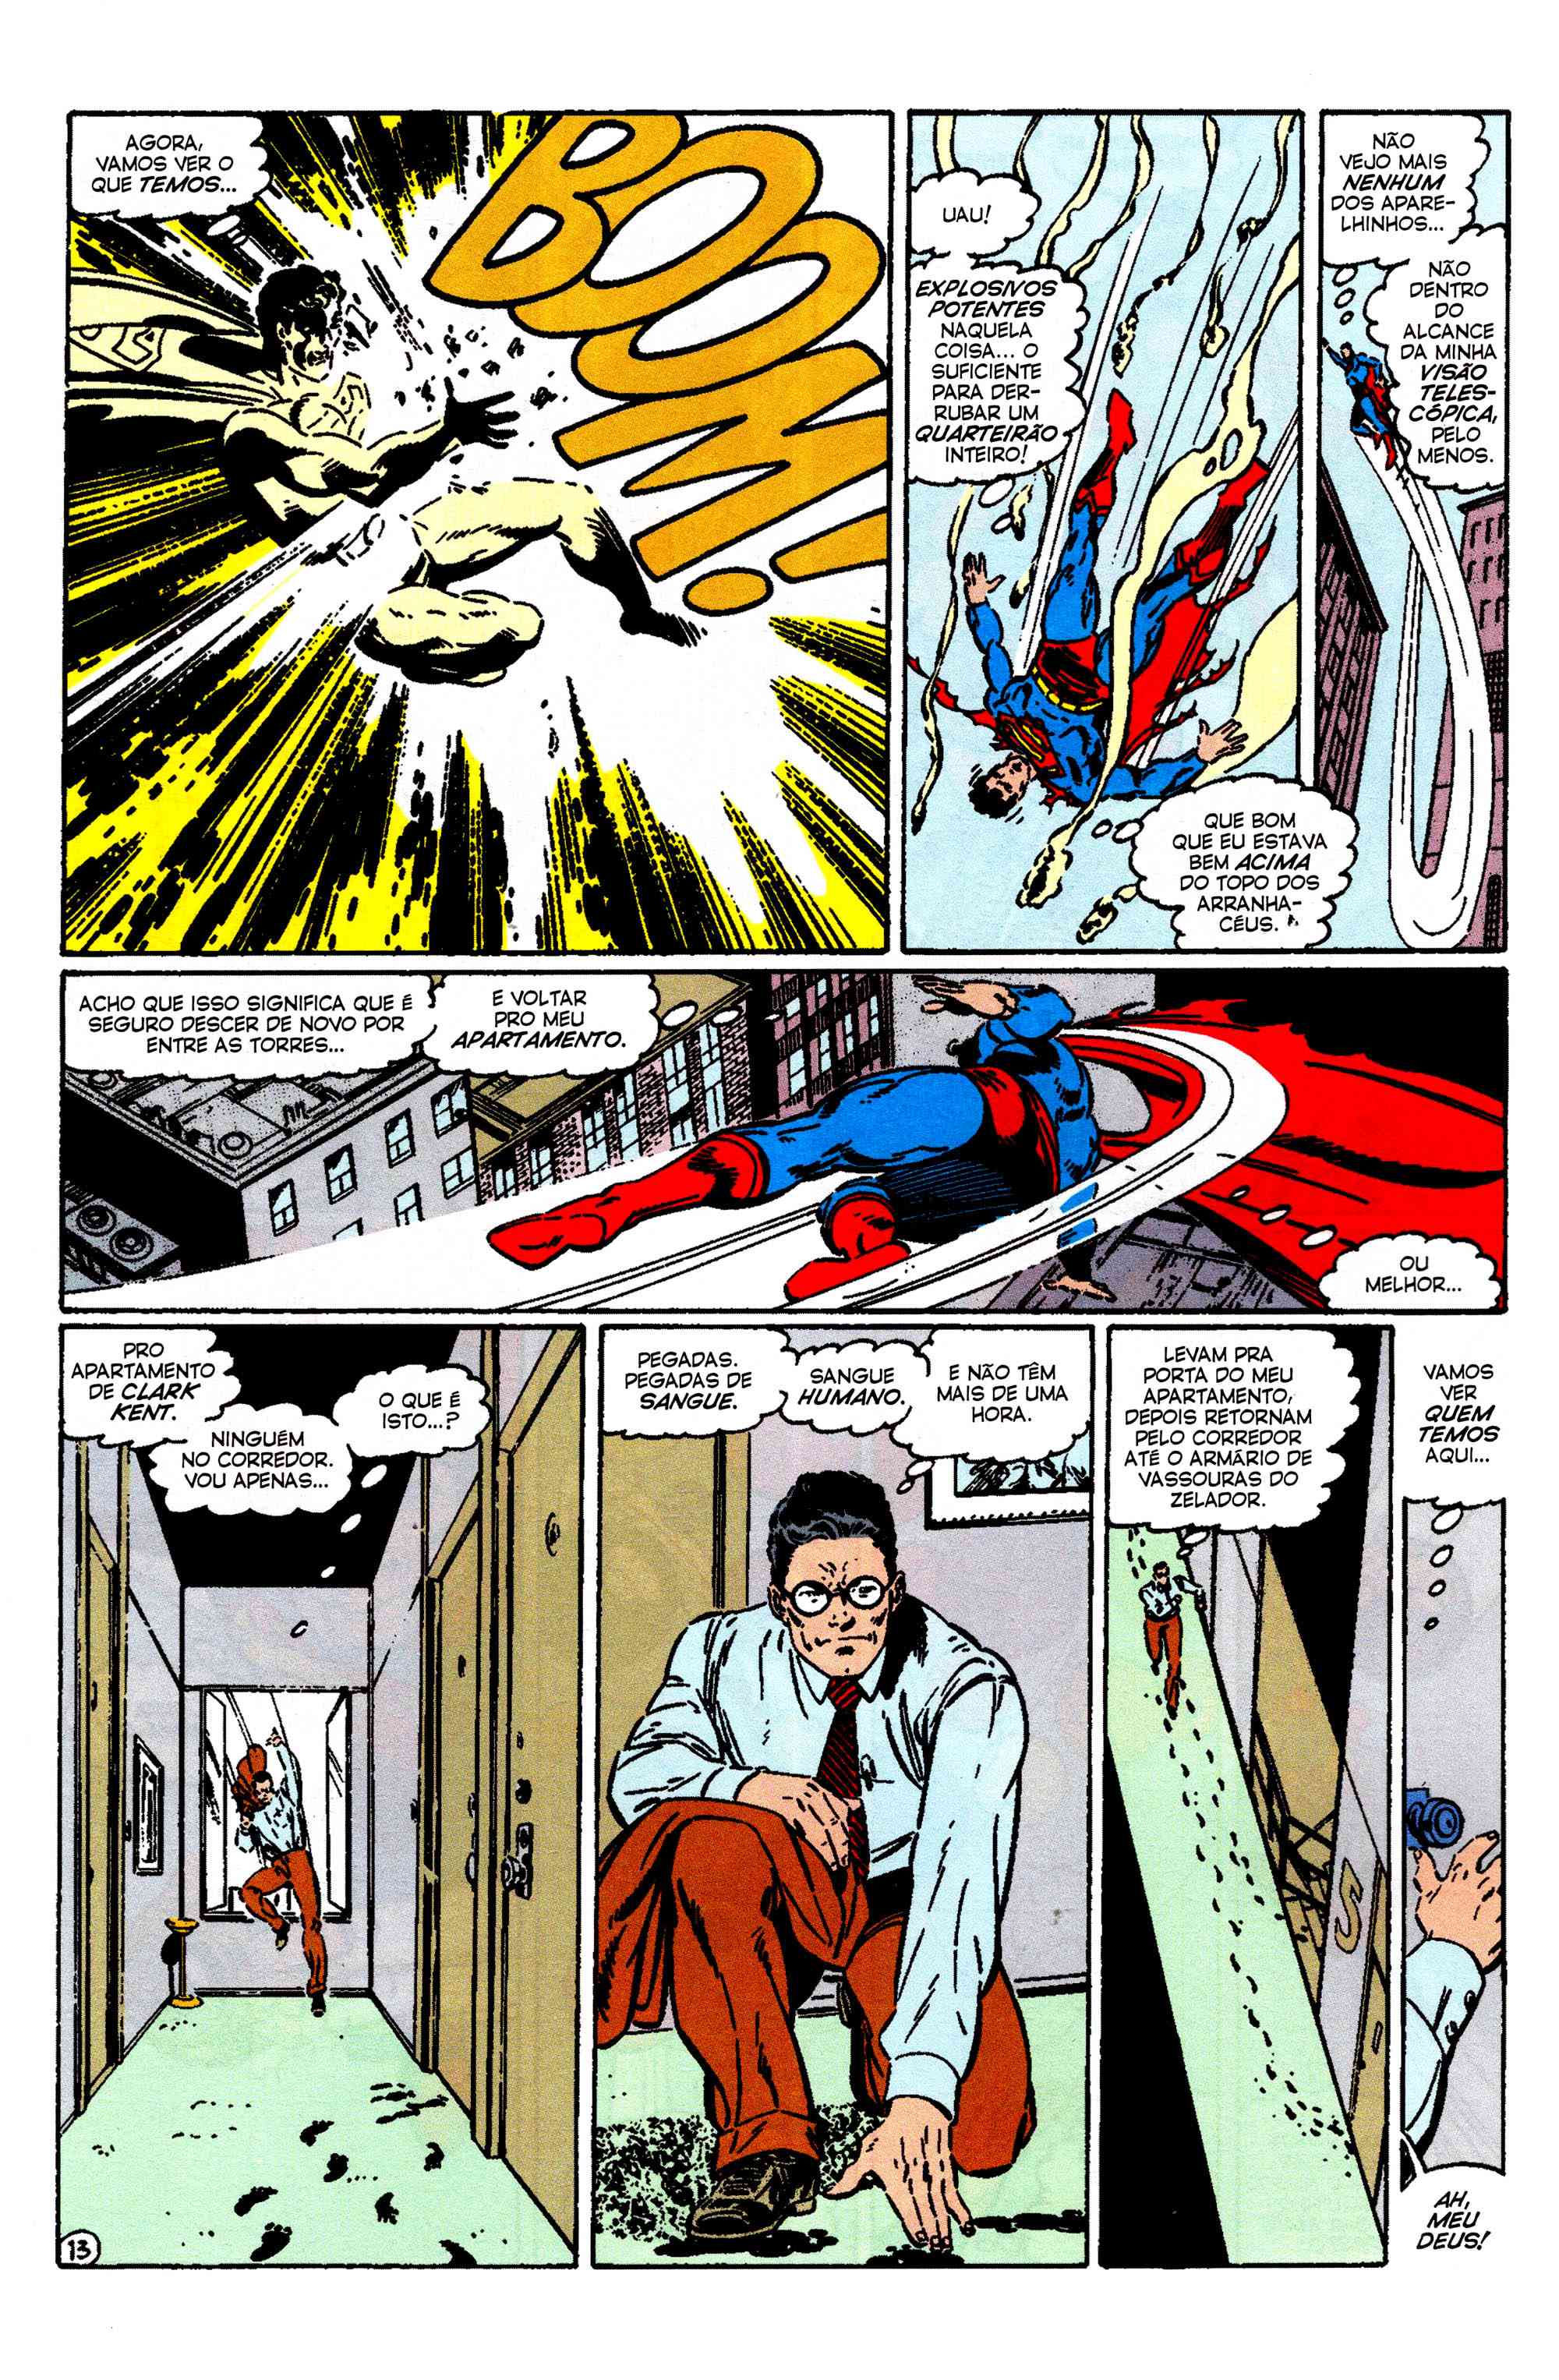 AGORA,
VAMOS VER O
QUE TEMOS...
BOOM!
UAU!
EXPLOSIVOS
POTENTES
NAQUELA
COISA... O
SUFICIENTE
PARA DER-
RUBAR UM
QUARTEIRÃO
INTEIRO!
QUE BOM
QUE EU ESTAVA
BEM ACIMA
DO TOPO DOS
ARRANHA-
CÉUS.
NÃO
VEJO MAIS
NENHUM
DOS APARE-
LHINHOS...
NÃO
DENTRO
DO
ALCANCE
DA MINHA
VISÃO
TELES-
CÓPICA,
PELO
MENOS.
ACHO QUE ISSO SIGNIFICA QUE É
SEGURO DESCER DE NOVO POR
ENTRE AS TORRES...
E VOLTAR
PRO MEU
APARTAMENTO.
OU
MELHOR...
PRO
APARTAMENTO
DE CLARK
KENT.
NINGUÉM
NO CORREDOR.
VOU APENAS...
O QUE É
ISTO...?
PEGADAS.
PEGADAS DE
SANGUE.
SANGUE
HUMANO.
E NÃO TÊM
MAIS DE UMA
HORA.
LEVAM PRA
PORTA DO MEU
APARTAMENTO,
DEPOIS RETORNAM
PELO CORREDOR
ATÉ O ARMÁRIO DE
VASSOURAS DO
ZELADOR.
S
VAMOS
VER
QUEM
TEMOS
AQUI...
AH,
MEU
DEUS!
13